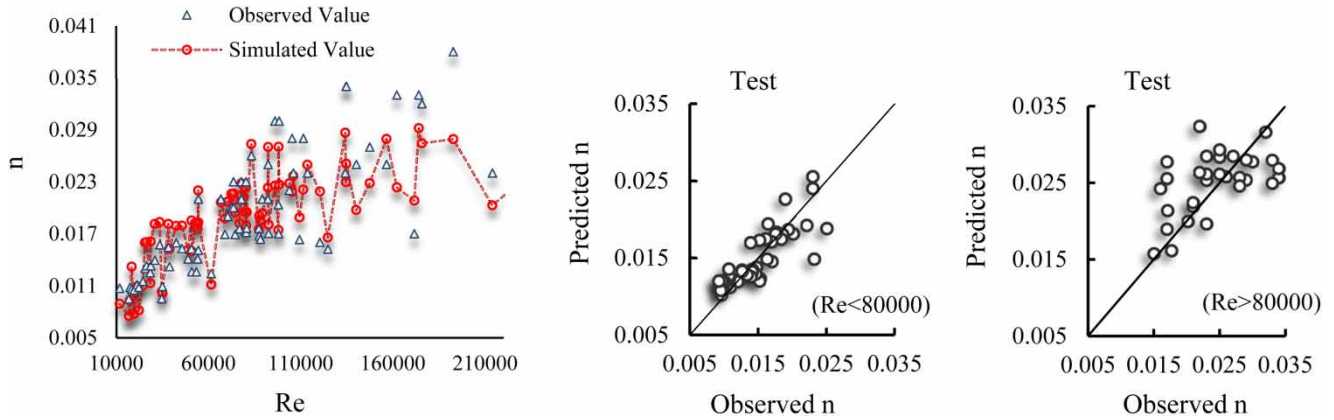 0.041
0.035
0.029
0.023
0.017
0.011
0.005
n
Observed Value
Simulated Value
10000
60000
110000
160000
210000
Re
Test
0.035
0.025
0.015
0.005
Predicted n
(Re<80000)
0.005 0.015 0.025 0.035
Observed n
Test
0.035
0.025
0.015
0.005
Predicted n
(Re>80000)
0.005 0.015 0.025 0.035
Observed n